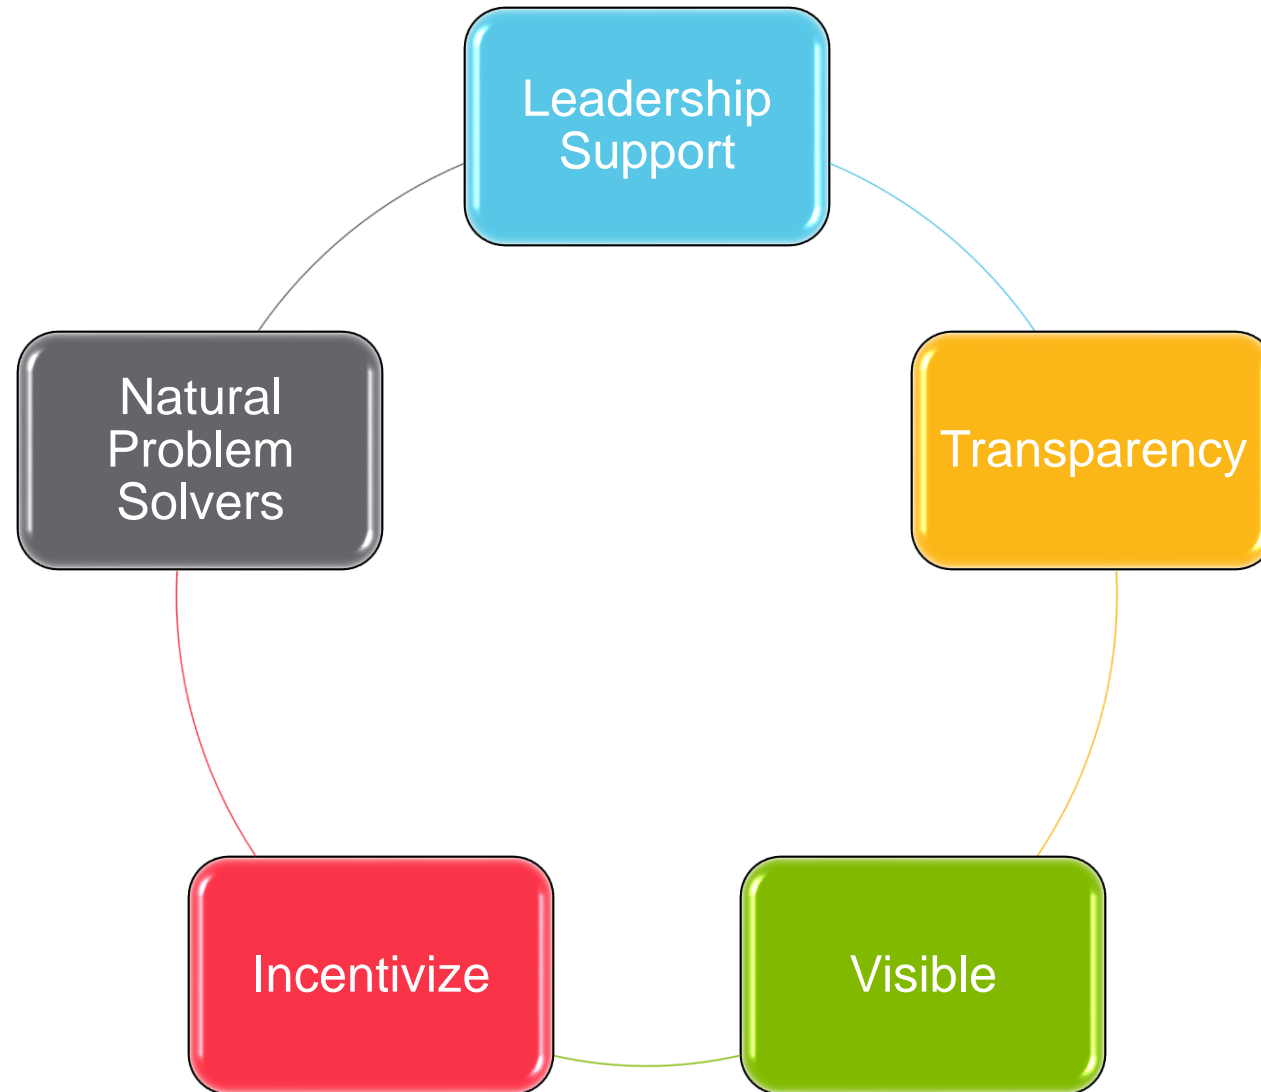 Leadership
Support
Transparency
Visible
Incentivize
Natural
Problem
Solvers